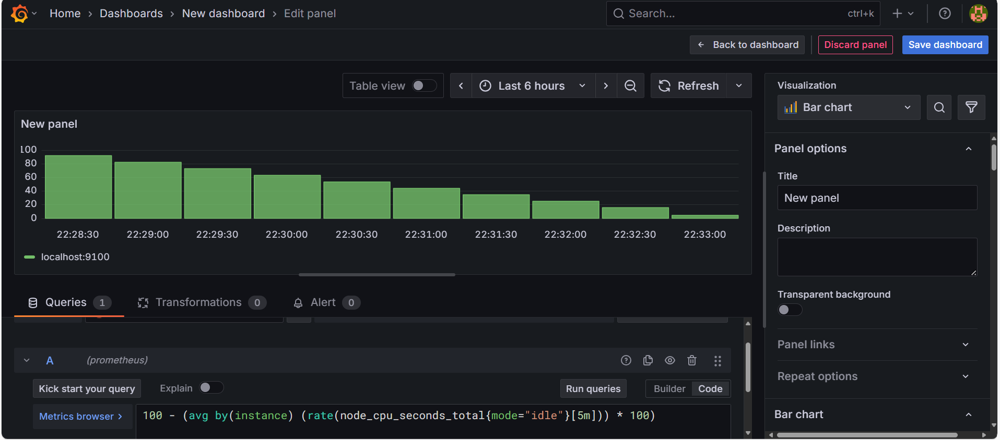 Home › Dashboards › New dashboard › Edit panel
Search... ctrl+k
Back to dashboard Discard panel Save dashboard
Table view Last 6 hours Refresh
New panel
100
80
60
40
20
0
22:28:30 22:29:00 22:29:30 22:30:00 22:30:30 22:31:00 22:31:30 22:32:00 22:32:30 22:33:00
localhost:9100
Queries 1 Transformations 0 Alert 0
A (prometheus)
Kick start your query Explain Run queries Builder Code
Metrics browser › 100 - (avg by(instance) (rate(node_cpu_seconds_total{mode="idle"}[5m])) * 100)
Visualization
Bar chart
Panel options
Title
New panel
Description
Transparent background
Panel links
Repeat options
Bar chart